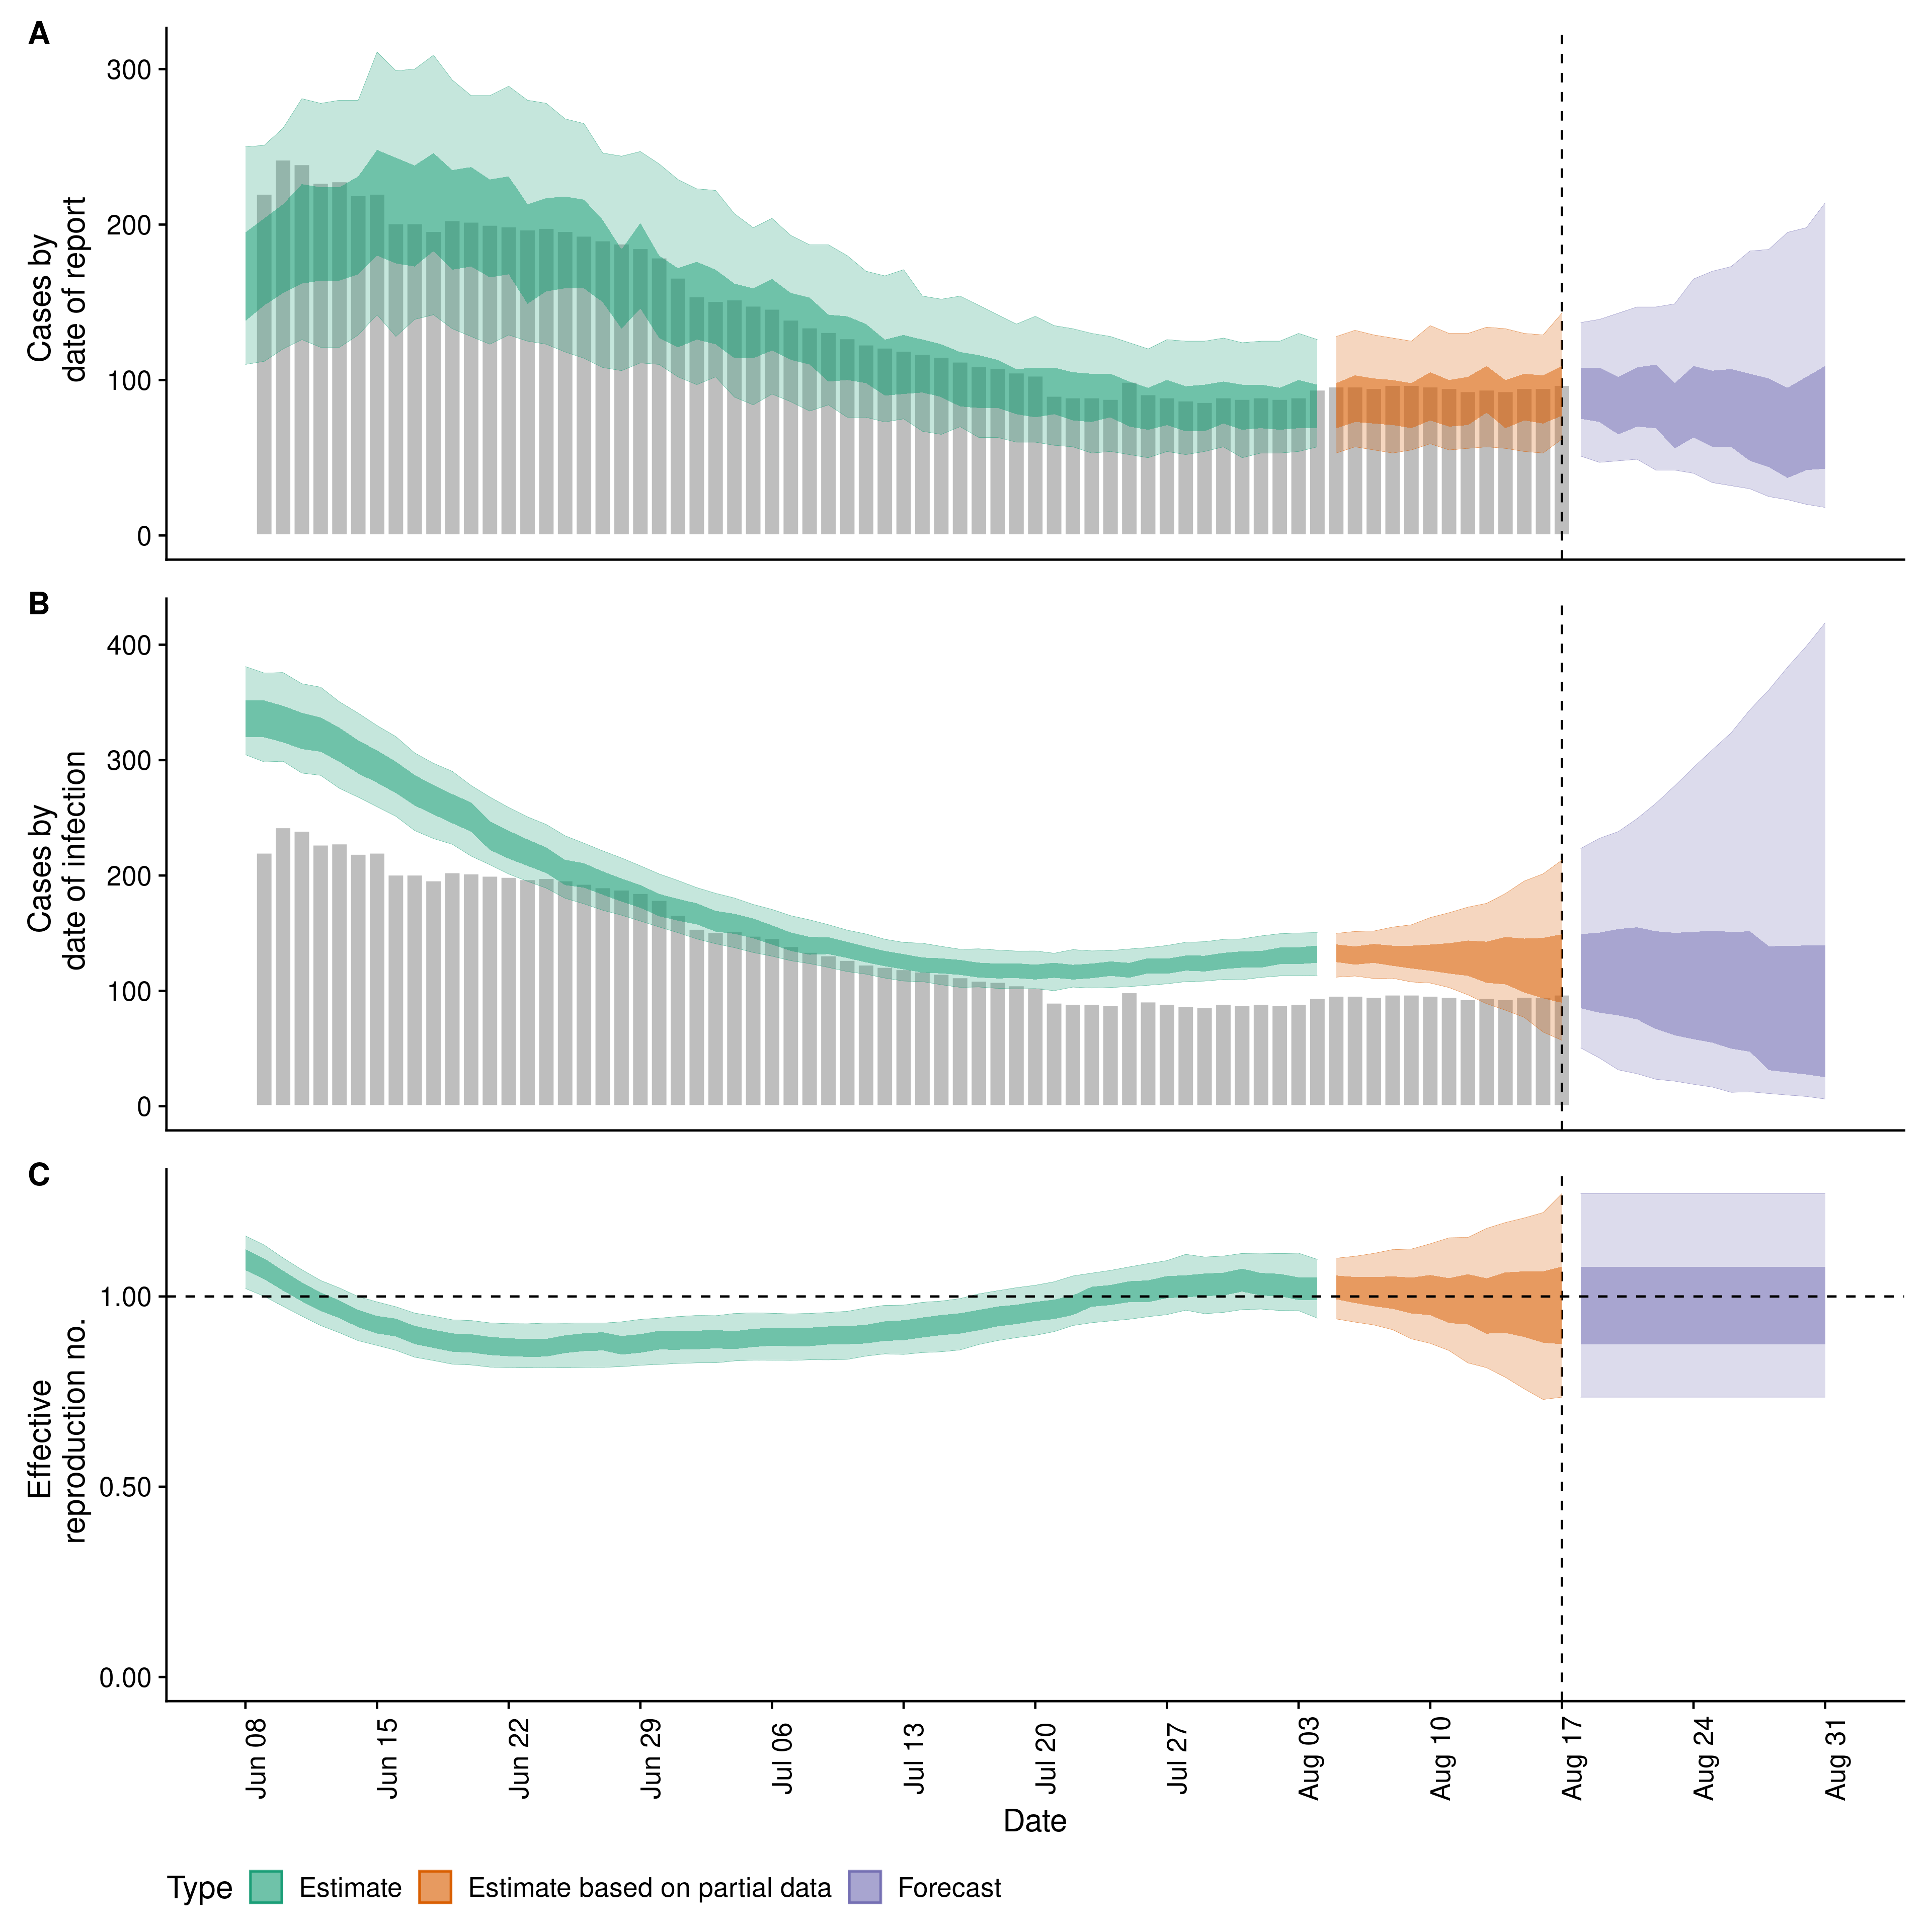 A
Cases by
date of report
300
200
100
0
B
Cases by
date of infection
400
300
200
100
0
C
Effective
reproduction no.
1.00
0.50
0.00
Jun 08
Jun 15
Jun 22
Jun 29
Jul 06
Jul 13
Jul 20
Jul 27
Aug 03
Aug 10
Aug 17
Aug 24
Aug 31
Date
Type Estimate Estimate based on partial data Forecast